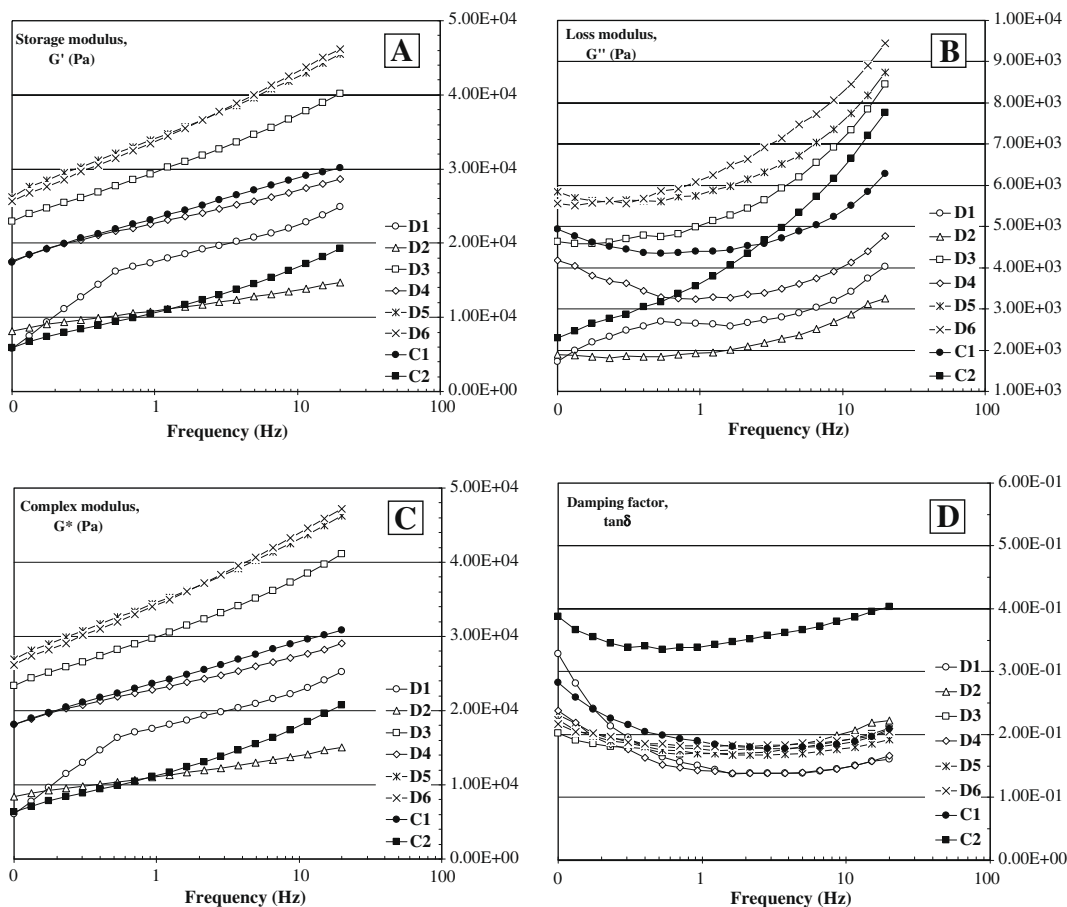 Storage modulus,
G' (Pa)
A
5.00E+04
4.00E+04
3.00E+04
2.00E+04
1.00E+04
0.00E+00
D1
D2
D3
D4
D5
D6
C1
C2
0
1
10
100
Frequency (Hz)
Loss modulus,
G'' (Pa)
B
1.00E+04
9.00E+03
8.00E+03
7.00E+03
6.00E+03
5.00E+03
4.00E+03
3.00E+03
2.00E+03
1.00E+03
D1
D2
D3
D4
D5
D6
C1
C2
0
1
10
100
Frequency (Hz)
Complex modulus,
G* (Pa)
C
5.00E+04
4.00E+04
3.00E+04
2.00E+04
1.00E+04
0.00E+00
D1
D2
D3
D4
D5
D6
C1
C2
0
1
10
100
Frequency (Hz)
Damping factor,
tanδ
D
6.00E-01
5.00E-01
4.00E-01
3.00E-01
2.00E-01
1.00E-01
0.00E+00
D1
D2
D3
D4
D5
D6
C1
C2
0
1
10
100
Frequency (Hz)